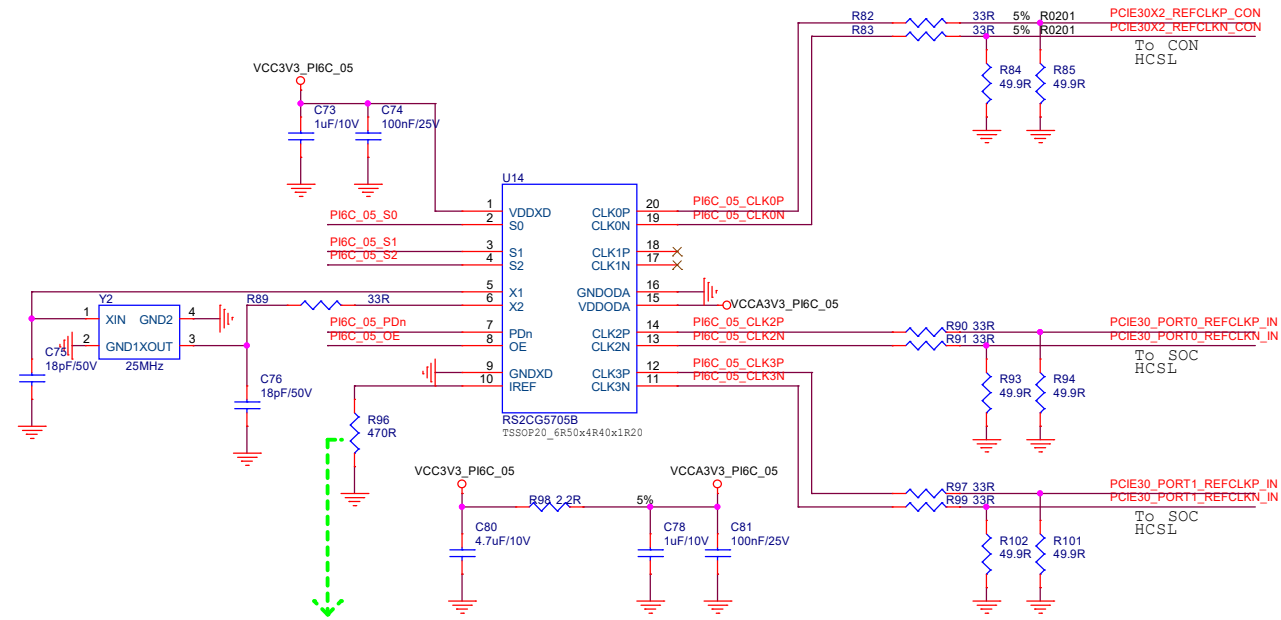 R82 33R 5% R0201 PCIE30X2_REFCLKP_CON
R83 33R 5% R0201 PCIE30X2_REFCLKN_CON
To CON
HCSL
VCC3V3_PI6C_05
R84
49.9R
R85
49.9R
C73
1uF/10V
C74
100nF/25V
U14
1 VDDXD CLK0P 20 PI6C_05_CLK0P
PI6C_05_S0 2 S0 CLK0N 19 PI6C_05_CLK0N
PI6C_05_S1 3 S1 CLK1P 18
PI6C_05_S2 4 S2 CLK1N 17
5 X1 GNDODA 16
R89 33R 6 X2 VDDODA 15 VCCA3V3_PI6C_05
PI6C_05_PDn 7 PDn CLK2P 14 PI6C_05_CLK2P
PI6C_05_OE 8 OE CLK2N 13 PI6C_05_CLK2N
9 GNDXD CLK3P 12 PI6C_05_CLK3P
10 IREF CLK3N 11 PI6C_05_CLK3N
RS2CG5705B
TSSOP20_6R50x4R40x1R20
Y2
1 XIN GND2 4
2 GND1 XOUT 3
25MHz
C75
18pF/50V
C76
18pF/50V
R90 33R PCIE30_PORT0_REFCLKP_IN
R91 33R PCIE30_PORT0_REFCLKN_IN
To SOC
HCSL
R93
49.9R
R94
49.9R
R96
470R
VCC3V3_PI6C_05
VCCA3V3_PI6C_05
R98 2.2R 5%
C80
4.7uF/10V
C78
1uF/10V
C81
100nF/25V
R97 33R PCIE30_PORT1_REFCLKP_IN
R99 33R PCIE30_PORT1_REFCLKN_IN
To SOC
HCSL
R102
49.9R
R101
49.9R